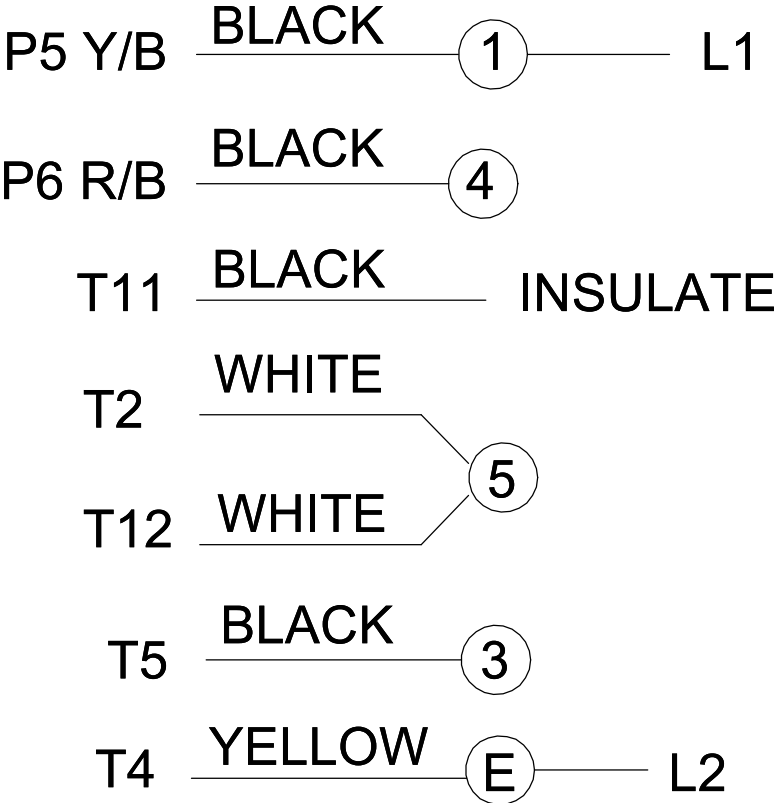 P5 Y/B BLACK 1 L1
P6 R/B BLACK 4
T11 BLACK INSULATE
T2 WHITE
5
T12 WHITE
T5 BLACK 3
T4 YELLOW E L2